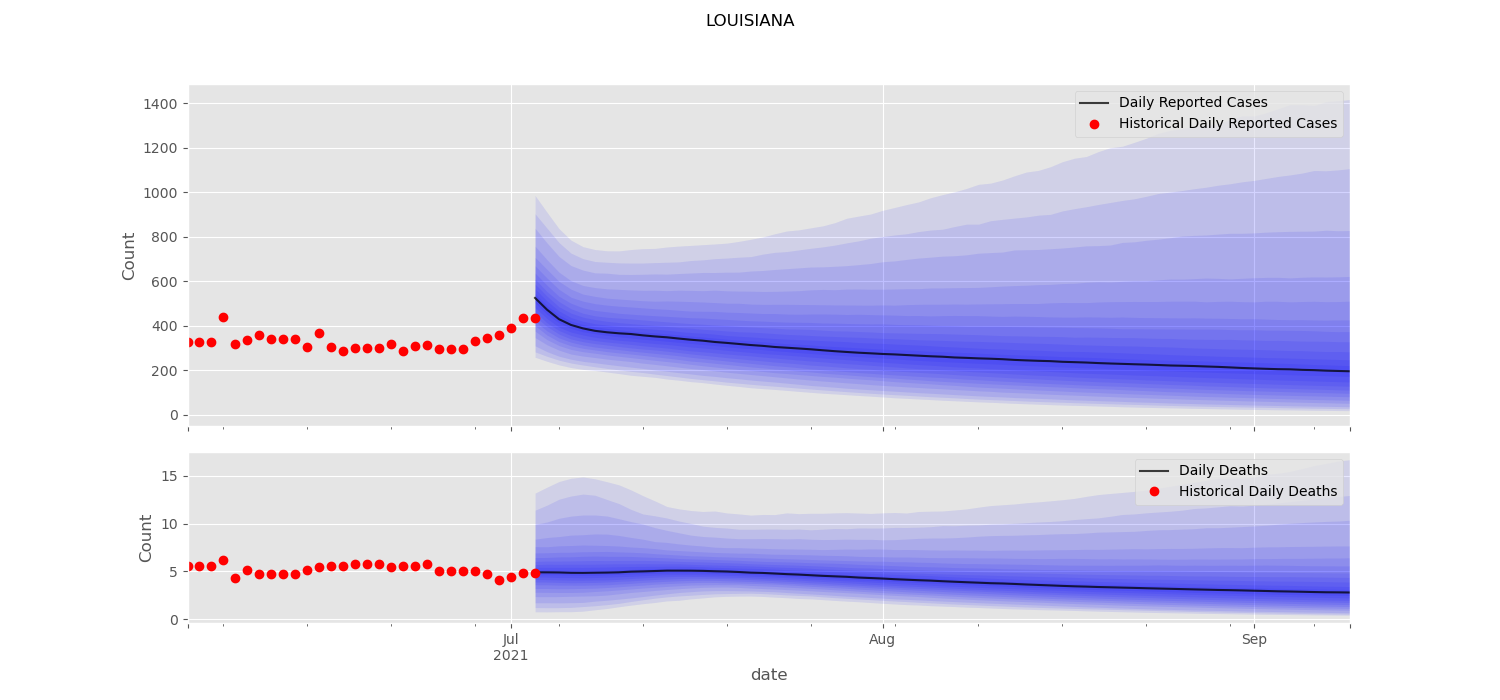 LOUISIANA
1400
1200
1000
800
600
400
200
0
Count
Daily Reported Cases
Historical Daily Reported Cases
15
10
5
0
Count
Daily Deaths
Historical Daily Deaths
Jul
2021
Aug
Sep
date